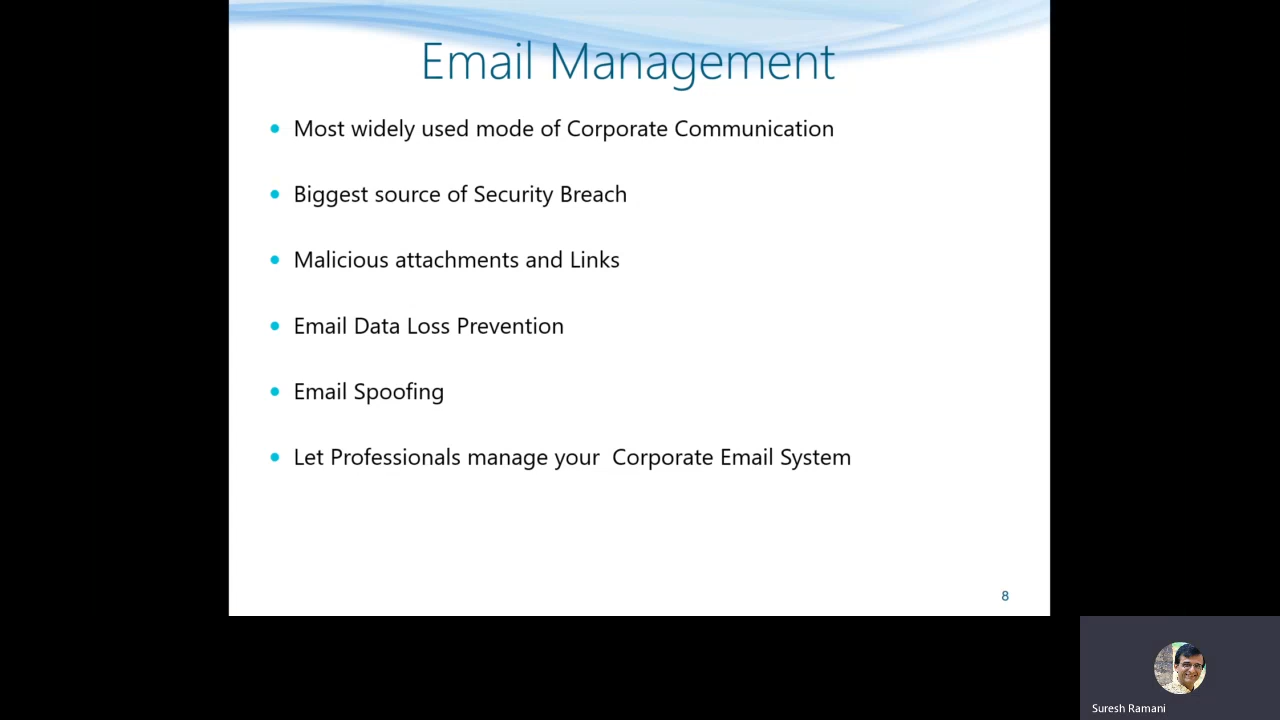 Email Management
Most widely used mode of Corporate Communication
Biggest source of Security Breach
Malicious attachments and Links
Email Data Loss Prevention
Email Spoofing
Let Professionals manage your  Corporate Email System
8
Suresh Ramani